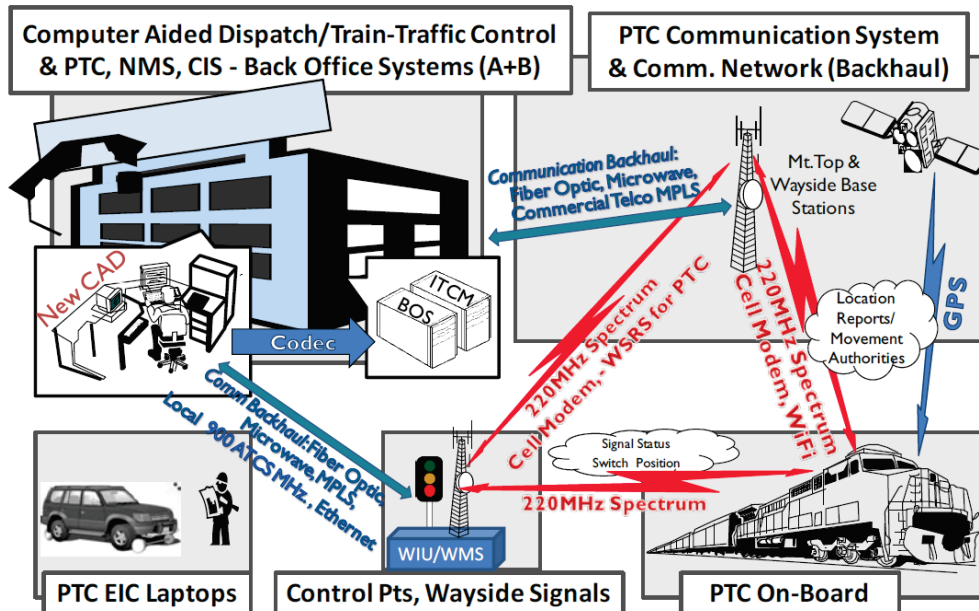 Computer Aided Dispatch/Train-Traffic Control
& PTC, NMS, CIS - Back Office Systems (A+B)
PTC Communication System
& Comm. Network (Backhaul)
Communication Backhaul:
Fiber Optic, Microwave,
Commercial Telco MPLS
Mt.Top &
Wayside Base
Stations
GPS
New CAD
Codec
ITCM
BOS
220MHz Spectrum
Cell Modem, -WSRS for PTC
220MHz Spectrum
Cell Modem, WiFi
Location
Reports/
Movement
Authorities
Comm Backhaul:Fiber Optic,
Microwave, MPLS,
Local 900 ATCS MHz., Ethernet
Signal Status
Switch Position
220MHz Spectrum
WIU/WMS
PTC EIC Laptops
Control Pts, Wayside Signals
PTC On-Board